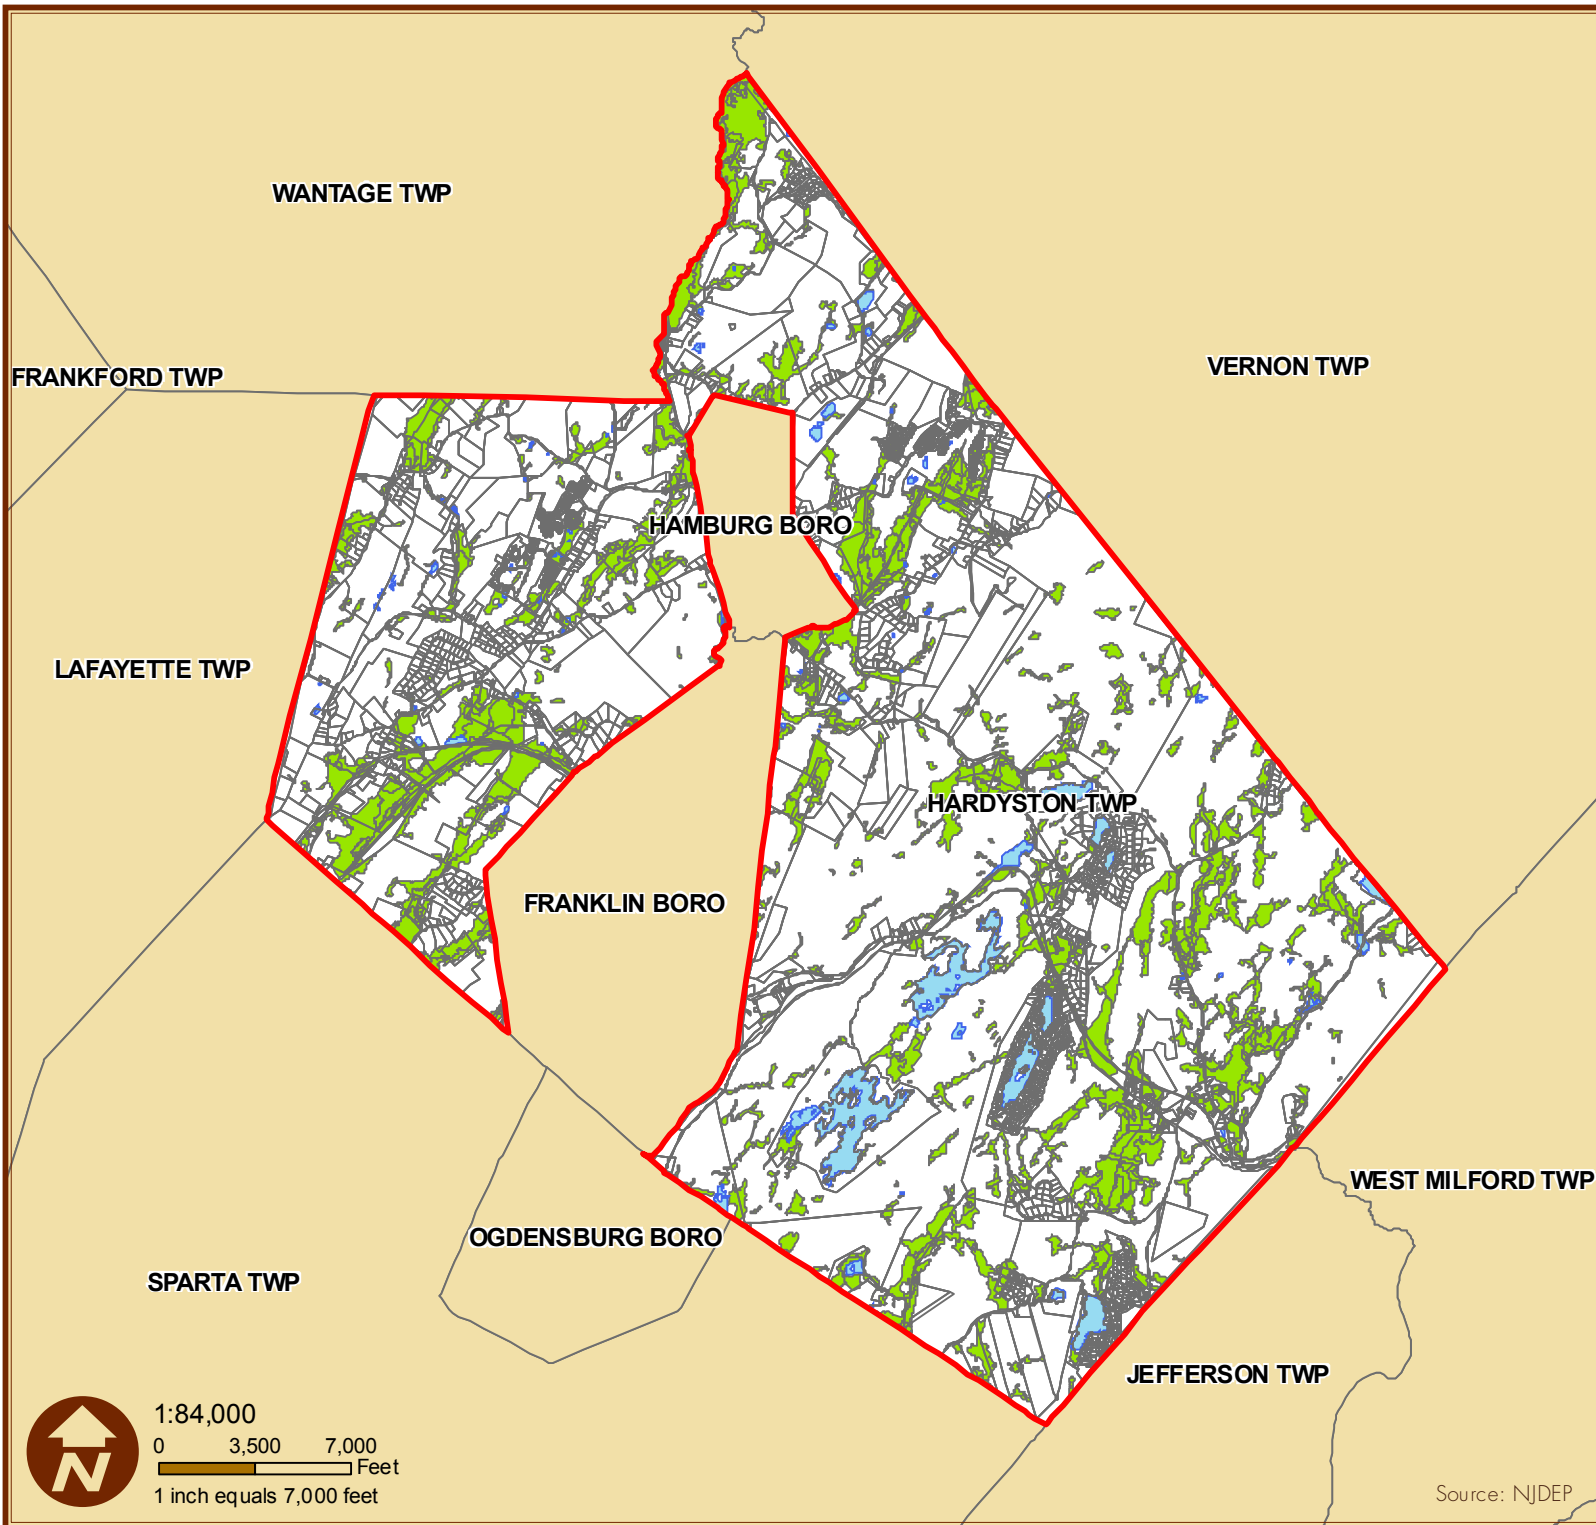 WANTAGE TWP
VERNON TWP
FRANKFORD TWP
HAMBURG BORO
LAFAYETTE TWP
HARDYSTON TWP
FRANKLIN BORO
WEST MILFORD TWP
OGDENSBURG BORO
SPARTA TWP
JEFFERSON TWP
N
1:84,000
0 3,500 7,000
Feet
1 inch equals 7,000 feet
Source: NJDEP